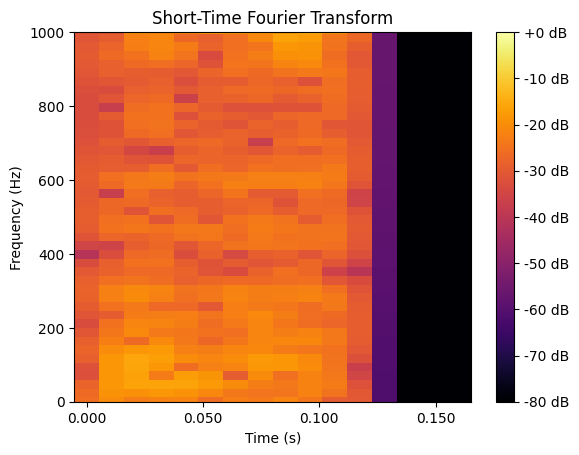 Short-Time Fourier Transform
Frequency (Hz)
1000
800
600
400
200
0
0.000
0.050
0.100
0.150
Time (s)
+0 dB
-10 dB
-20 dB
-30 dB
-40 dB
-50 dB
-60 dB
-70 dB
-80 dB